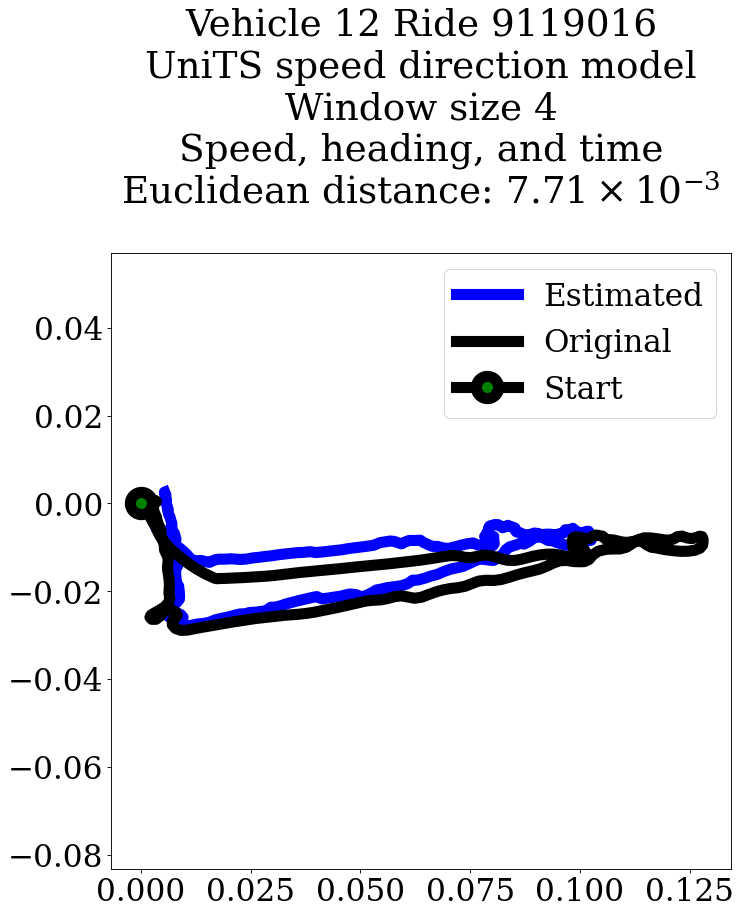 Vehicle 12 Ride 9119016
UniTS speed direction model
Window size 4
Speed, heading, and time
Euclidean distance: 7.71 × 10⁻³
Estimated
Original
Start
0.04
0.02
0.00
−0.02
−0.04
−0.06
−0.08
0.000 0.025 0.050 0.075 0.100 0.125